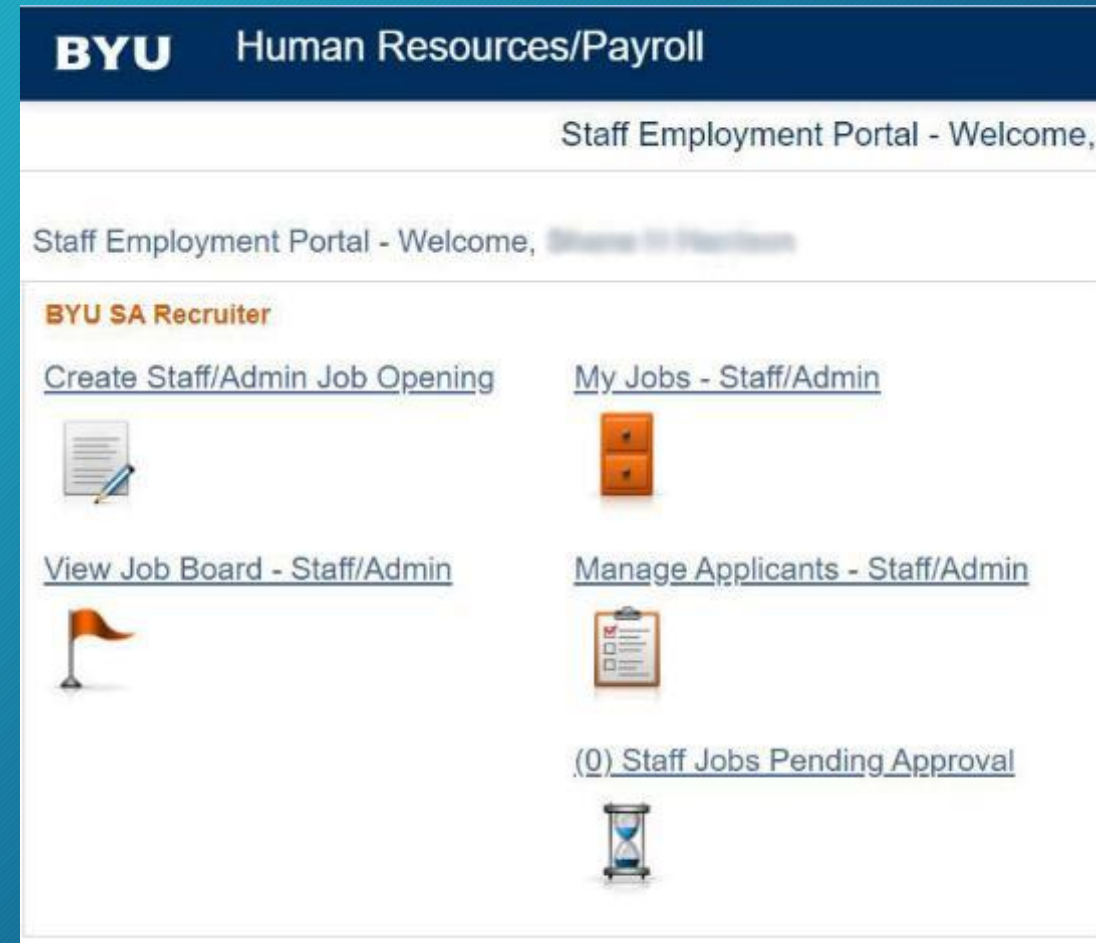 BYU Human Resources/Payroll
Staff Employment Portal - Welcome,
Staff Employment Portal - Welcome,
BYU SA Recruiter
Create Staff/Admin Job Opening
My Jobs - Staff/Admin
View Job Board - Staff/Admin
Manage Applicants - Staff/Admin
(0) Staff Jobs Pending Approval